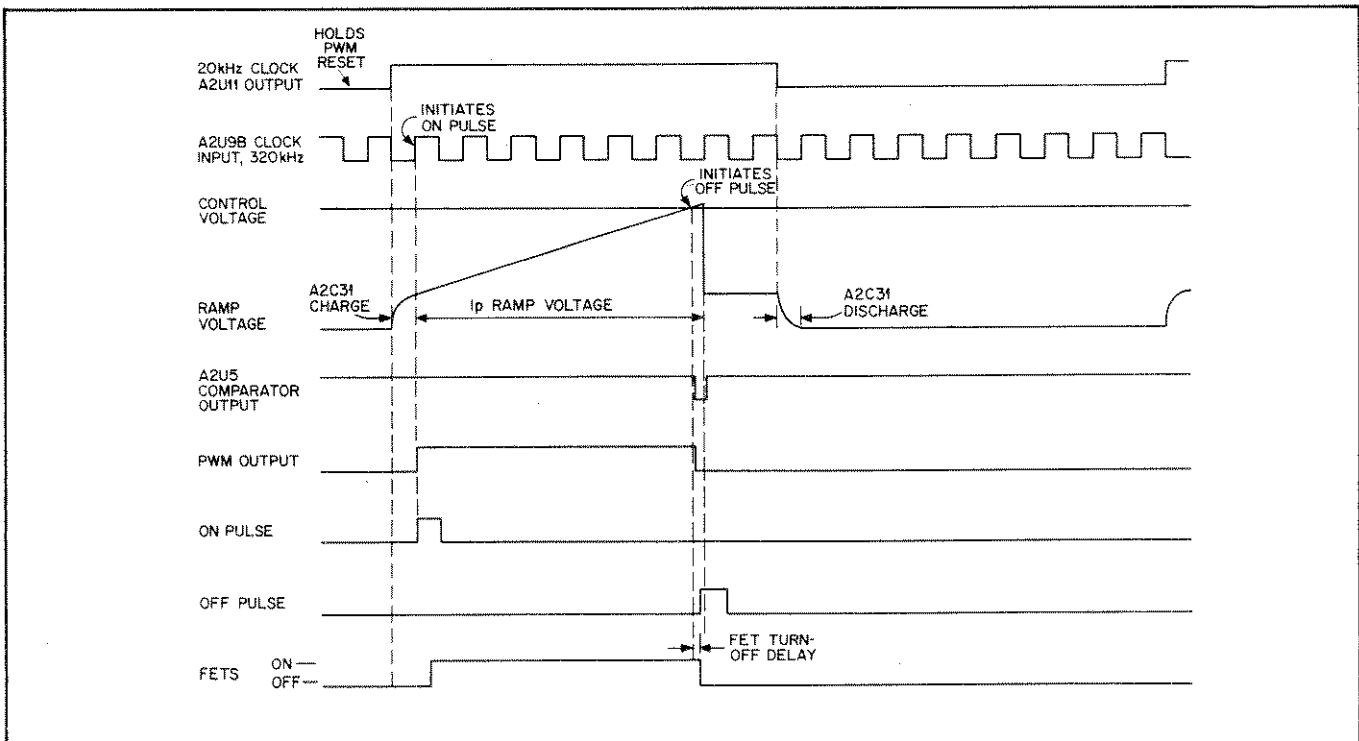 HOLDS
PWM
RESET
20kHz CLOCK
A2U11 OUTPUT
INITIATES
ON PULSE
A2U9B CLOCK
INPUT, 320kHz
INITIATES
OFF PULSE
CONTROL
VOLTAGE
A2C31
CHARGE
Ip RAMP VOLTAGE
A2C31
DISCHARGE
RAMP
VOLTAGE
A2U5
COMPARATOR
OUTPUT
PWM OUTPUT
ON PULSE
OFF PULSE
FET TURN-
OFF DELAY
FETS
ON —
OFF —